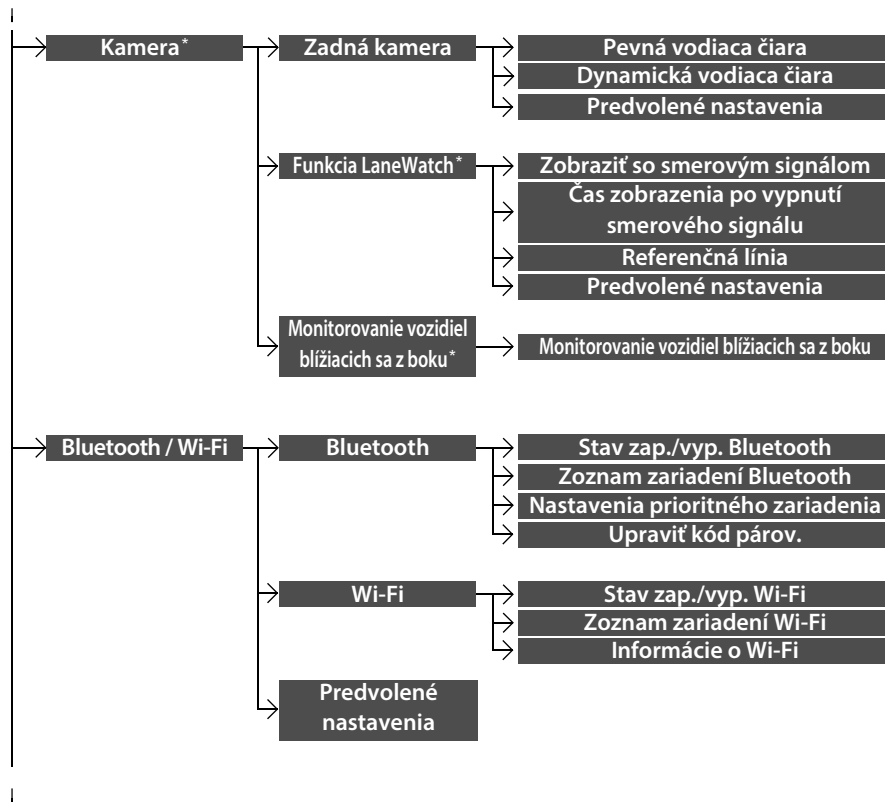 Kamera*
Zadná kamera
Pevná vodiaca čiara
Dynamická vodiaca čiara
Predvolené nastavenia
Funkcia LaneWatch*
Zobraziť so smerovým signálom
Čas zobrazenia po vypnutí
smerového signálu
Referenčná línia
Predvolené nastavenia
Monitorovanie vozidiel
blížiacich sa z boku*
Monitorovanie vozidiel blížiacich sa z boku
Bluetooth / Wi-Fi
Bluetooth
Stav zap./vyp. Bluetooth
Zoznam zariadení Bluetooth
Nastavenia prioritného zariadenia
Upraviť kód párov.
Wi-Fi
Stav zap./vyp. Wi-Fi
Zoznam zariadení Wi-Fi
Informácie o Wi-Fi
Predvolené
nastavenia